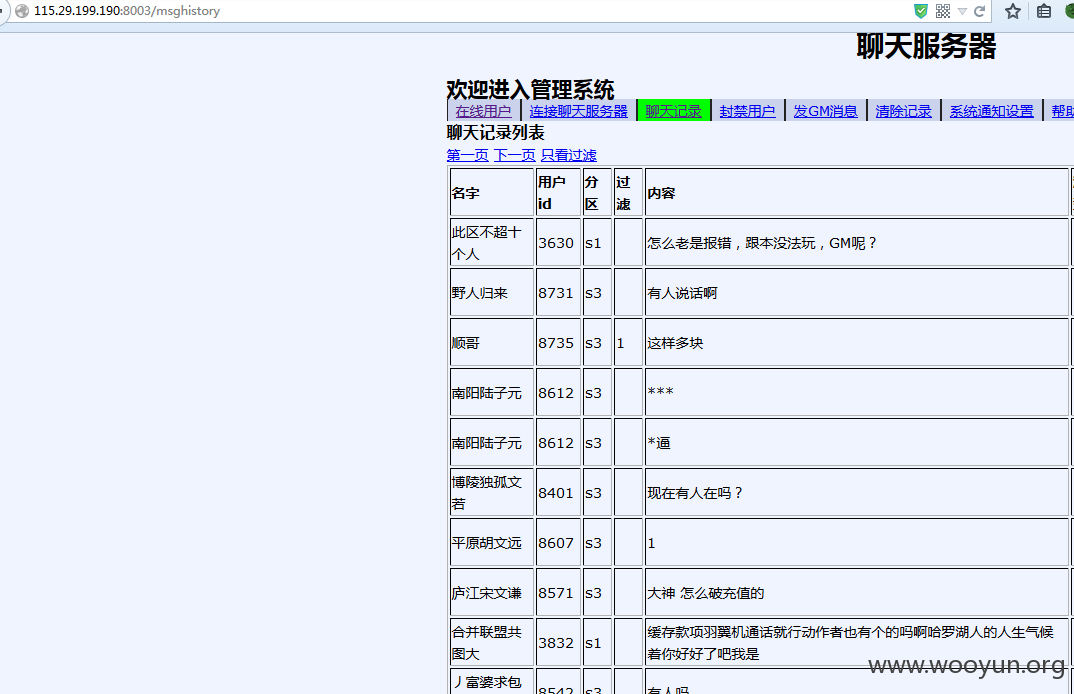 115.29.199.190:8003/msghistory
聊天服务器
欢迎进入管理系统
在线用户 连接聊天服务器 聊天记录 封禁用户 发GM消息 清除记录 系统通知设置 帮助
聊天记录列表
第一页 下一页 只看过滤
名字 用户id 分区 过滤 内容
此区不超十个人 3630 s1 怎么老是报错，跟本没法玩，GM呢？
野人归来 8731 s3 有人说话啊
顺哥 8735 s3 1 这样多块
南阳陆子元 8612 s3 ***
南阳陆子元 8612 s3 *逼
博陵独孤文若 8401 s3 现在有人在吗？
平原胡文远 8607 s3 1
庐江宋文谦 8571 s3 大神 怎么破充值的
合并联盟共图大 3832 s1 缓存款项羽翼机通话就行动作者也有个的吗啊哈罗湖人的人生气候
着你好好了吧我是
丿富婆求包 8542 s3 有人吗
www.wooyun.org